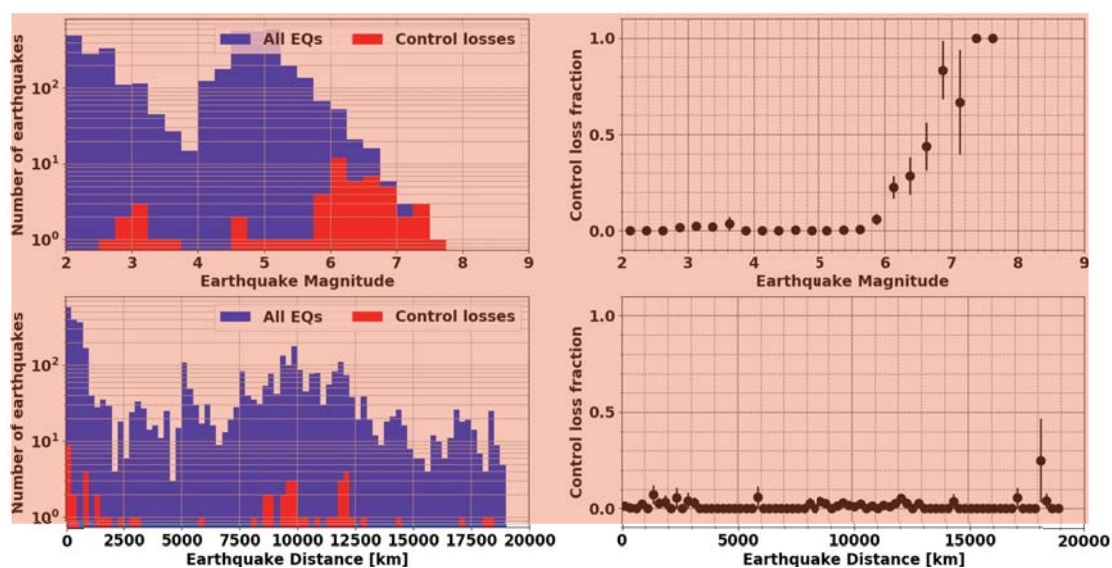 All EQs
Control losses
Number of earthquakes
10²
10¹
10⁰
2 3 4 5 6 7 8 9
Earthquake Magnitude
Control loss fraction
1.0
0.5
0.0
2 3 4 5 6 7 8 9
Earthquake Magnitude
All EQs
Control losses
Number of earthquakes
10²
10¹
10⁰
0 2500 5000 7500 10000 12500 15000 17500 20000
Earthquake Distance [km]
Control loss fraction
1.0
0.5
0.0
0 5000 10000 15000 20000
Earthquake Distance [km]